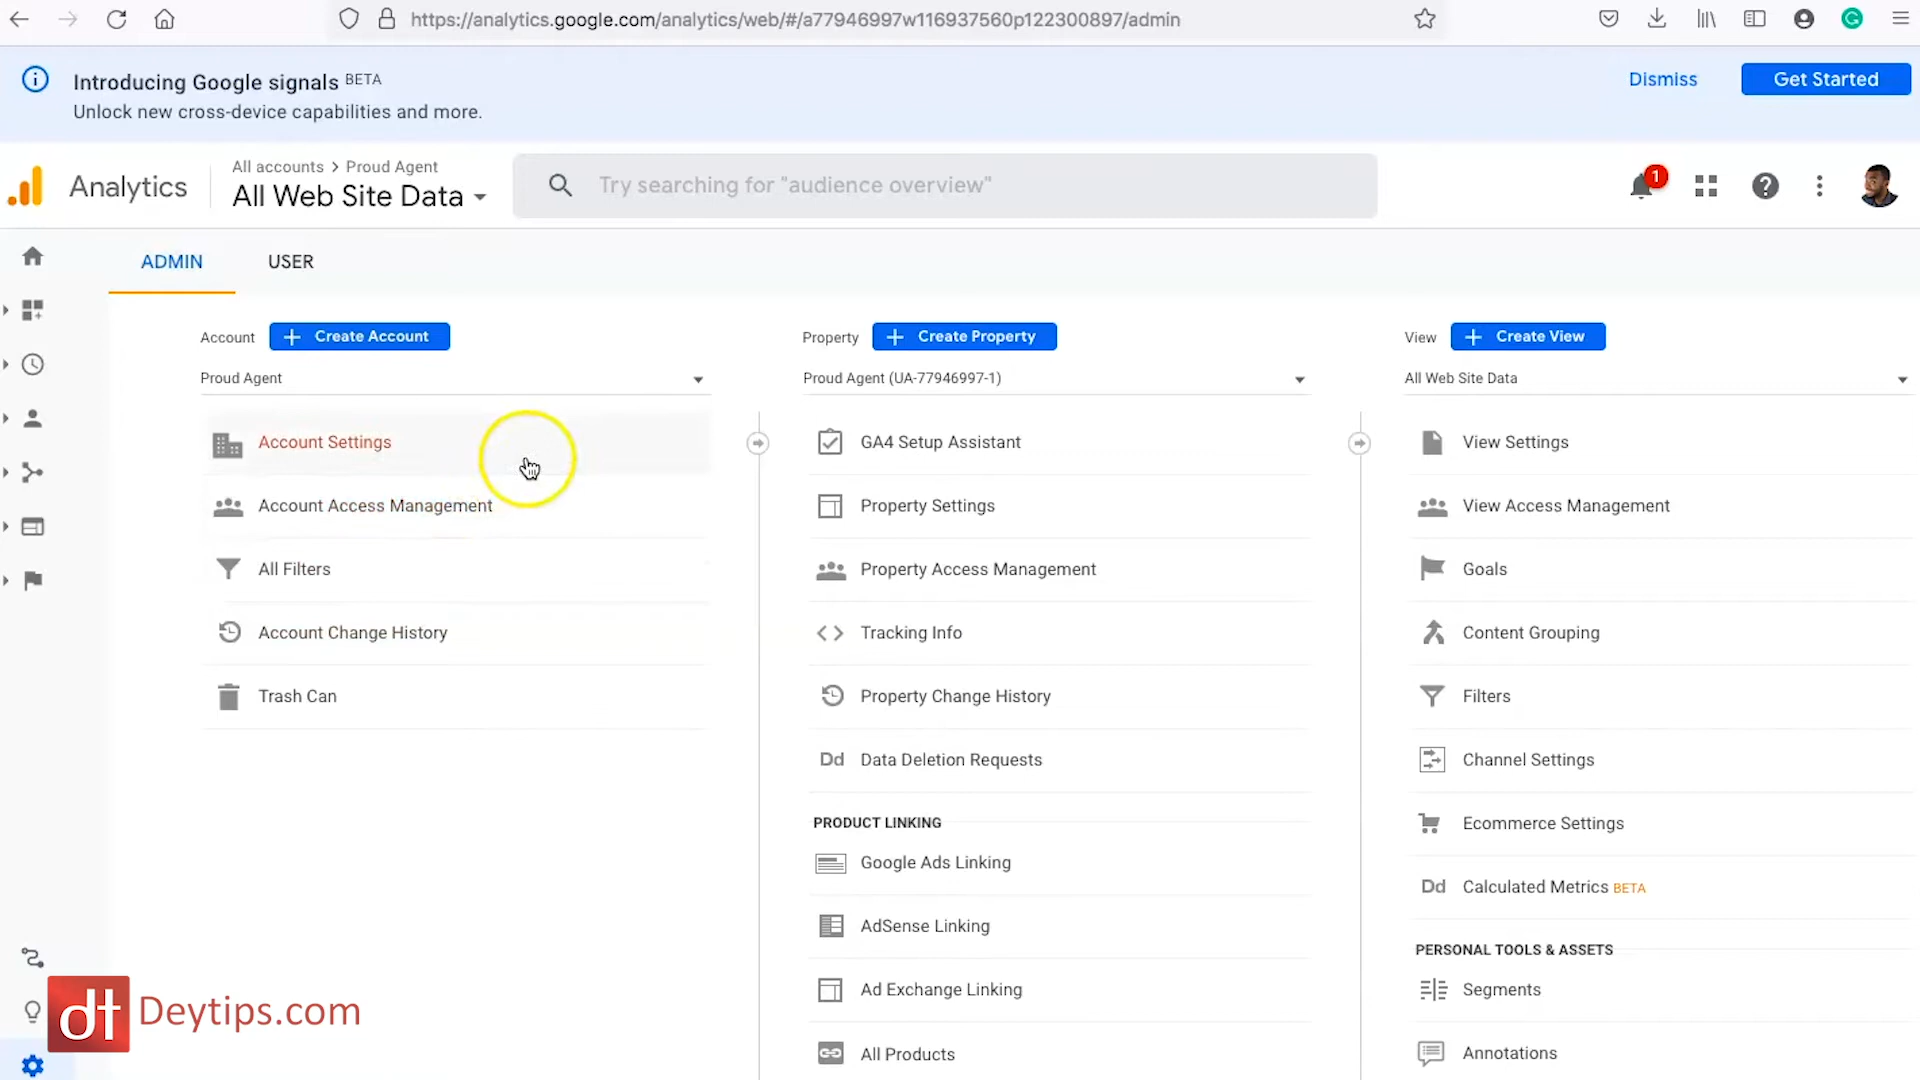 https://analytics.google.com/analytics/web/#/a77946997w116937560p122300897/admin
Introducing Google signals BETA
Unlock new cross-device capabilities and more.
Dismiss
Get Started
Analytics
All accounts > Proud Agent
All Web Site Data
Try searching for "audience overview"
1
ADMIN
USER
Account
Create Account
Proud Agent
Account Settings
Account Access Management
All Filters
Account Change History
Trash Can
Property
Create Property
Proud Agent (UA-77946997-1)
GA4 Setup Assistant
Property Settings
Property Access Management
Tracking Info
Property Change History
Dd Data Deletion Requests
PRODUCT LINKING
Google Ads Linking
AdSense Linking
Ad Exchange Linking
All Products
View
Create View
All Web Site Data
View Settings
View Access Management
Goals
Content Grouping
Filters
Channel Settings
Ecommerce Settings
Dd Calculated Metrics BETA
PERSONAL TOOLS & ASSETS
Segments
Annotations
dt Deytips.com